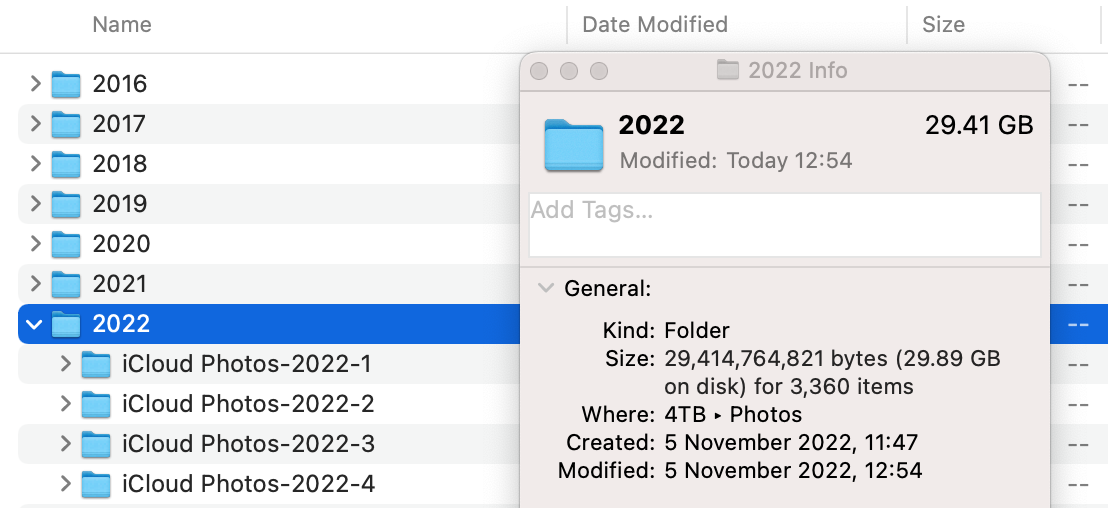 Name Date Modified Size
2022 Info
2016 --
2022 29.41 GB
2017 --
Modified: Today 12:54
2018 --
2019 --
Add Tags...
2020 --
2021 --
General:
2022 --
Kind: Folder
iCloud Photos-2022-1
Size: 29,414,764,821 bytes (29.89 GB
on disk) for 3,360 items
iCloud Photos-2022-2
Where: 4TB ▸ Photos
iCloud Photos-2022-3
Created: 5 November 2022, 11:47
Modified: 5 November 2022, 12:54
iCloud Photos-2022-4